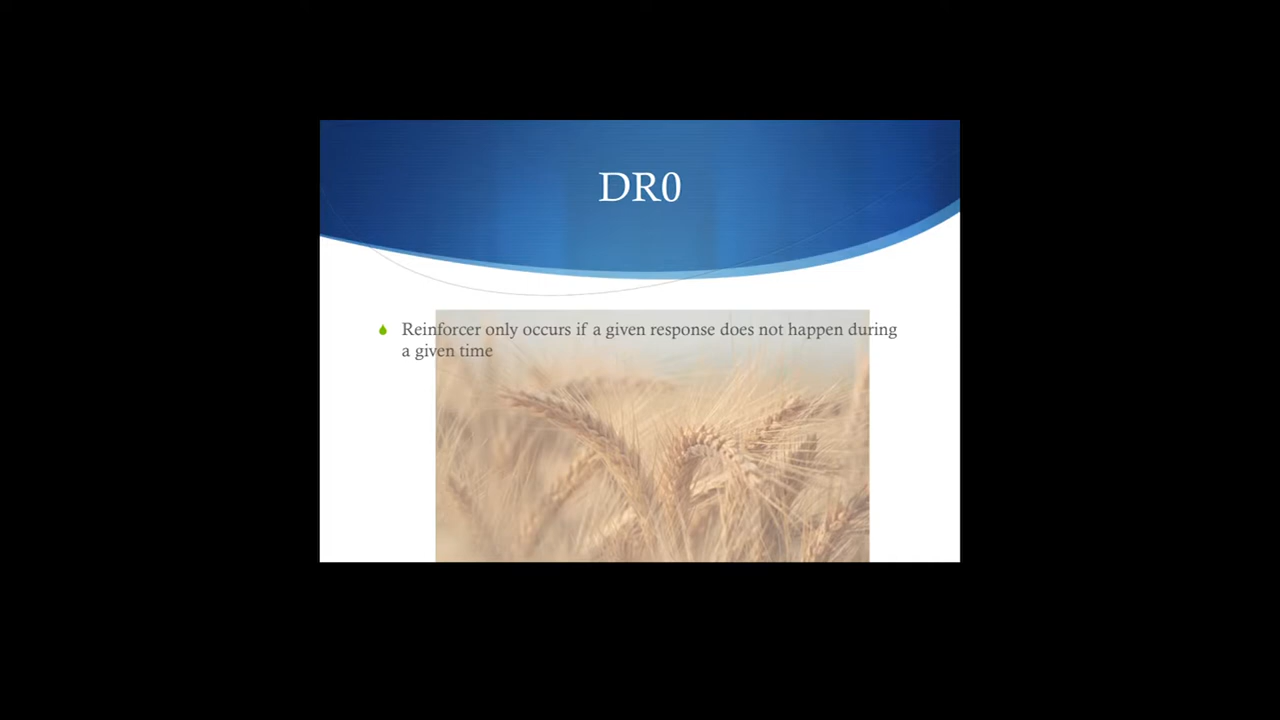 DR0
Reinforcer only occurs if a given response does not happen during
a given time